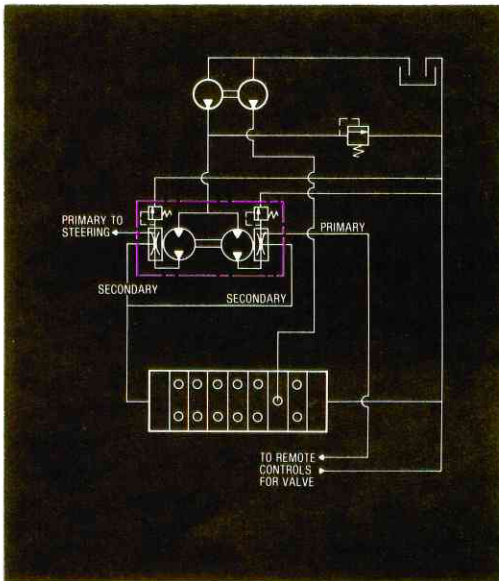 PRIMARY TO
STEERING
PRIMARY
SECONDARY
SECONDARY
TO REMOTE
CONTROLS
FOR VALVE